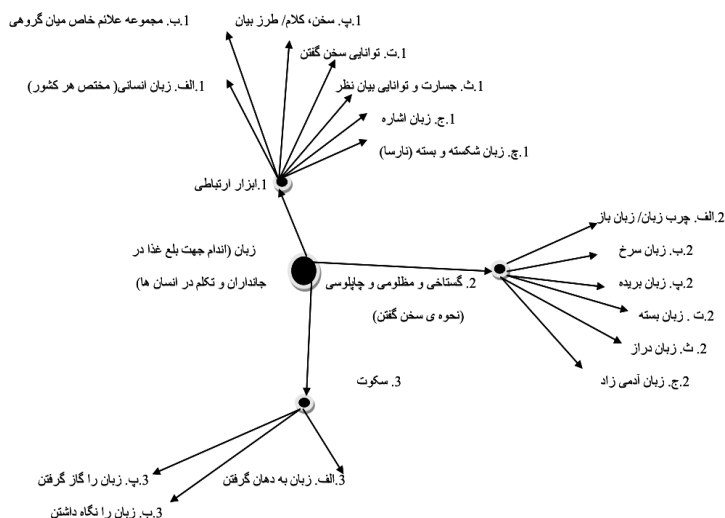 1.پ. سخن، کلام/ طرز بیان
1.ب. مجموعه علائم خاص میان گروهی
1.ت. توانایی سخن گفتن
1.الف. زبان انسانی( مختص هر کشور)
1.ث. جسارت و توانایی بیان نظر
1.ج. زبان اشاره
1.چ. زبان شکسته و بسته (نارسا)
1.ابزار ارتباطی
زبان (اندام جهت بلع غذا در
جانداران و تکلم در انسان ها)
2. گستاخی و مظلومی و چاپلوسی
(نحوه ی سخن گفتن)
2.الف. چرب زبان/ زبان باز
2.ب. زبان سرخ
2.پ. زبان بریده
2.ت . زبان بسته
2. ث. زبان دراز
2.ج. زبان آدمی زاد
3. سکوت
3.الف. زبان به دهان گرفتن
3.پ. زبان را گاز گرفتن
3.ب. زبان را نگاه داشتن